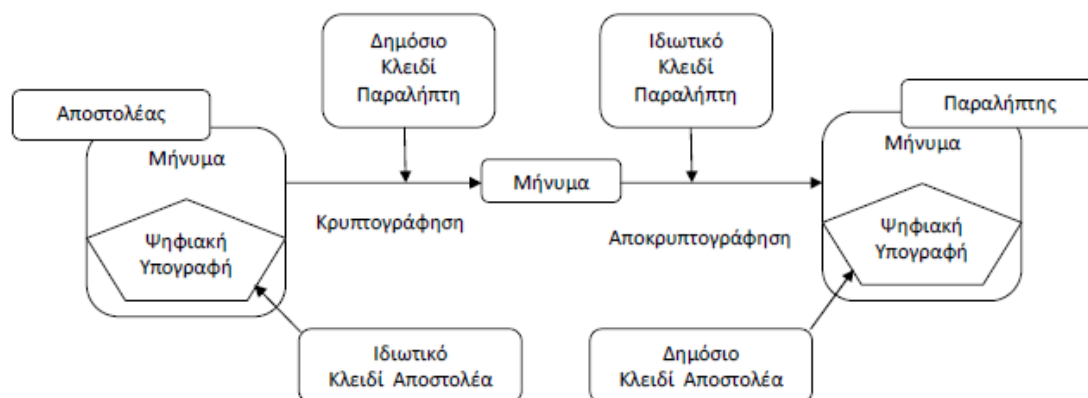 Δημόσιο
Κλειδί
Παραλήπτη
Ιδιωτικό
Κλειδί
Παραλήπτη
Αποστολέας
Παραλήπτης
Μήνυμα
Μήνυμα
Μήνυμα
Κρυπτογράφηση
Αποκρυπτογράφηση
Ψηφιακή
Υπογραφή
Ψηφιακή
Υπογραφή
Ιδιωτικό
Κλειδί Αποστολέα
Δημόσιο
Κλειδί Αποστολέα